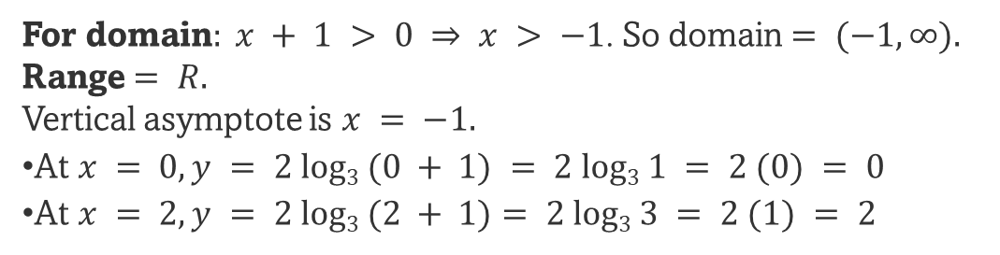 For domain: x + 1 > 0 ⇒ x > −1. So domain = (−1, ∞).
Range = R.
Vertical asymptote is x = −1.
•At x = 0, y = 2 log₃ (0 + 1) = 2 log₃ 1 = 2 (0) = 0
•At x = 2, y = 2 log₃ (2 + 1) = 2 log₃ 3 = 2 (1) = 2